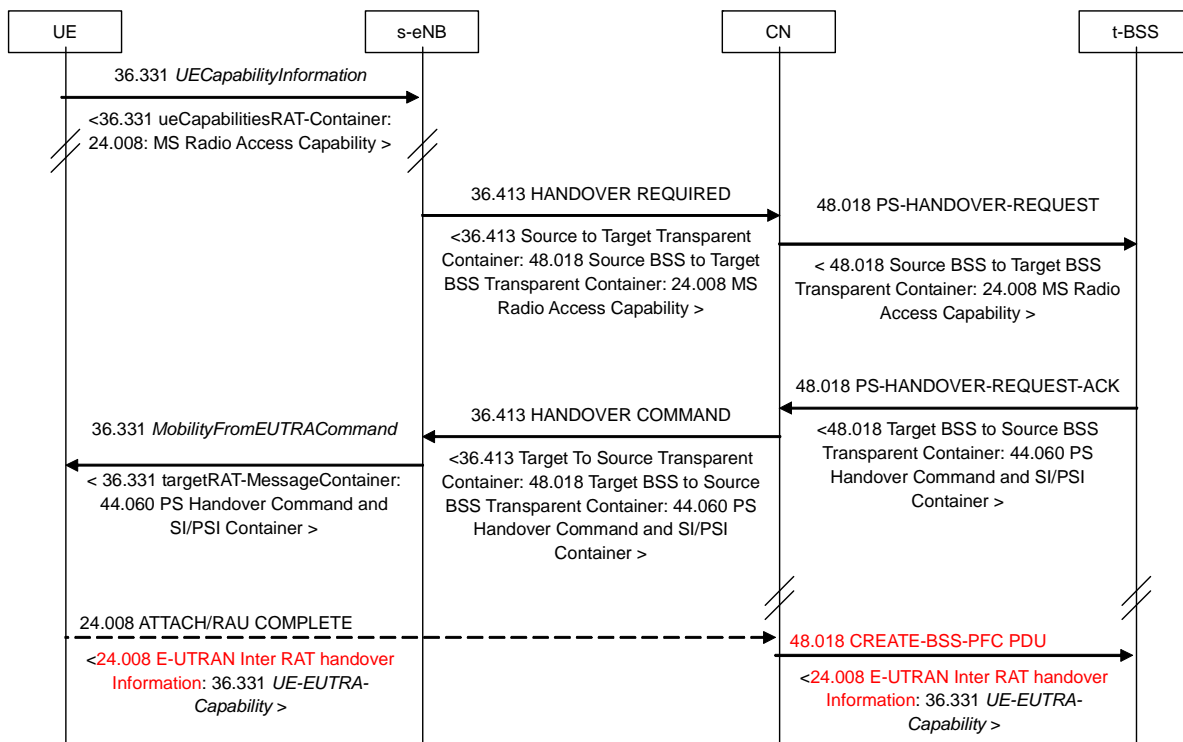 UE
s-eNB
CN
t-BSS
36.331 UECapabilityInformation
<36.331 ueCapabilitiesRAT-Container:
24.008: MS Radio Access Capability >
36.413 HANDOVER REQUIRED
<36.413 Source to Target Transparent
Container: 48.018 Source BSS to Target
BSS Transparent Container: 24.008 MS
Radio Access Capability >
48.018 PS-HANDOVER-REQUEST
< 48.018 Source BSS to Target BSS
Transparent Container: 24.008 MS Radio
Access Capability >
48.018 PS-HANDOVER-REQUEST-ACK
<48.018 Target BSS to Source BSS
Transparent Container: 44.060 PS
Handover Command and SI/PSI
Container >
36.413 HANDOVER COMMAND
<36.413 Target To Source Transparent
Container: 48.018 Target BSS to Source
BSS Transparent Container: 44.060 PS
Handover Command and SI/PSI
Container >
36.331 MobilityFromEUTRACommand
< 36.331 targetRAT-MessageContainer:
44.060 PS Handover Command and
SI/PSI Container >
24.008 ATTACH/RAU COMPLETE
<24.008 E-UTRAN Inter RAT handover
Information: 36.331 UE-EUTRA-
Capability >
48.018 CREATE-BSS-PFC PDU
<24.008 E-UTRAN Inter RAT handover
Information: 36.331 UE-EUTRA-
Capability >